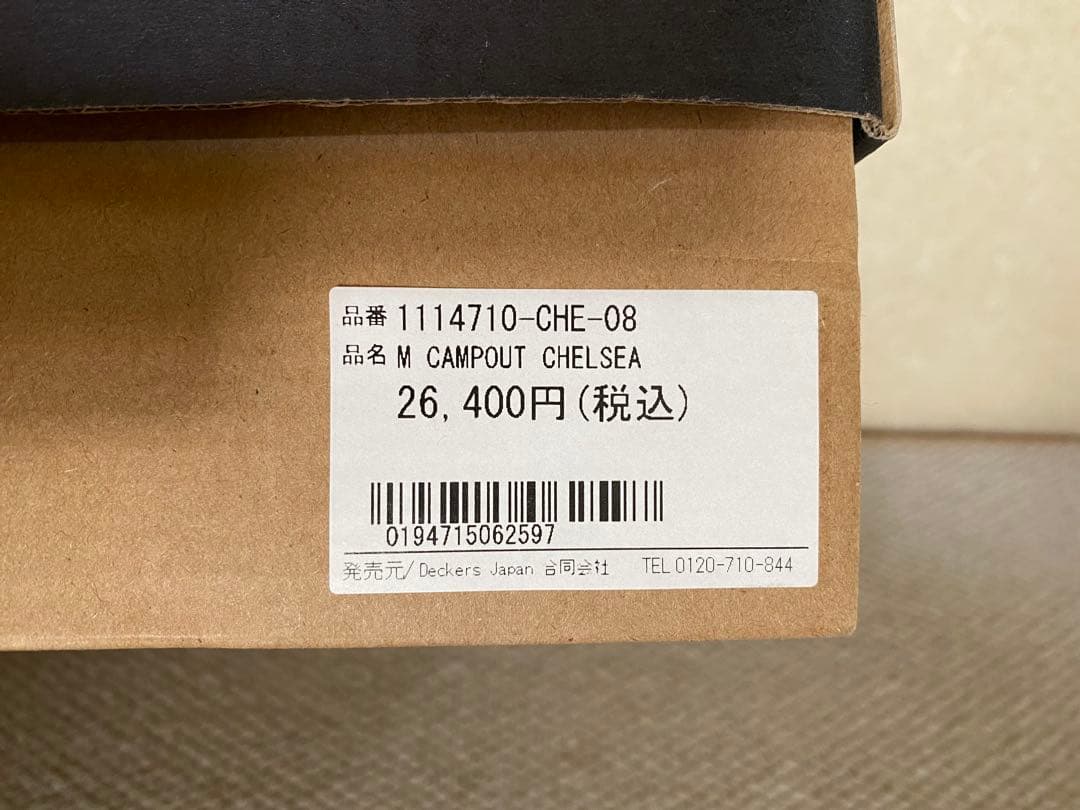 品番 1114710-CHE-08
品名 M CAMPOUT CHELSEA
26,400円(税込)
0194715062597
発売元/Deckers Japan 合同会社 TEL 0120-710-844